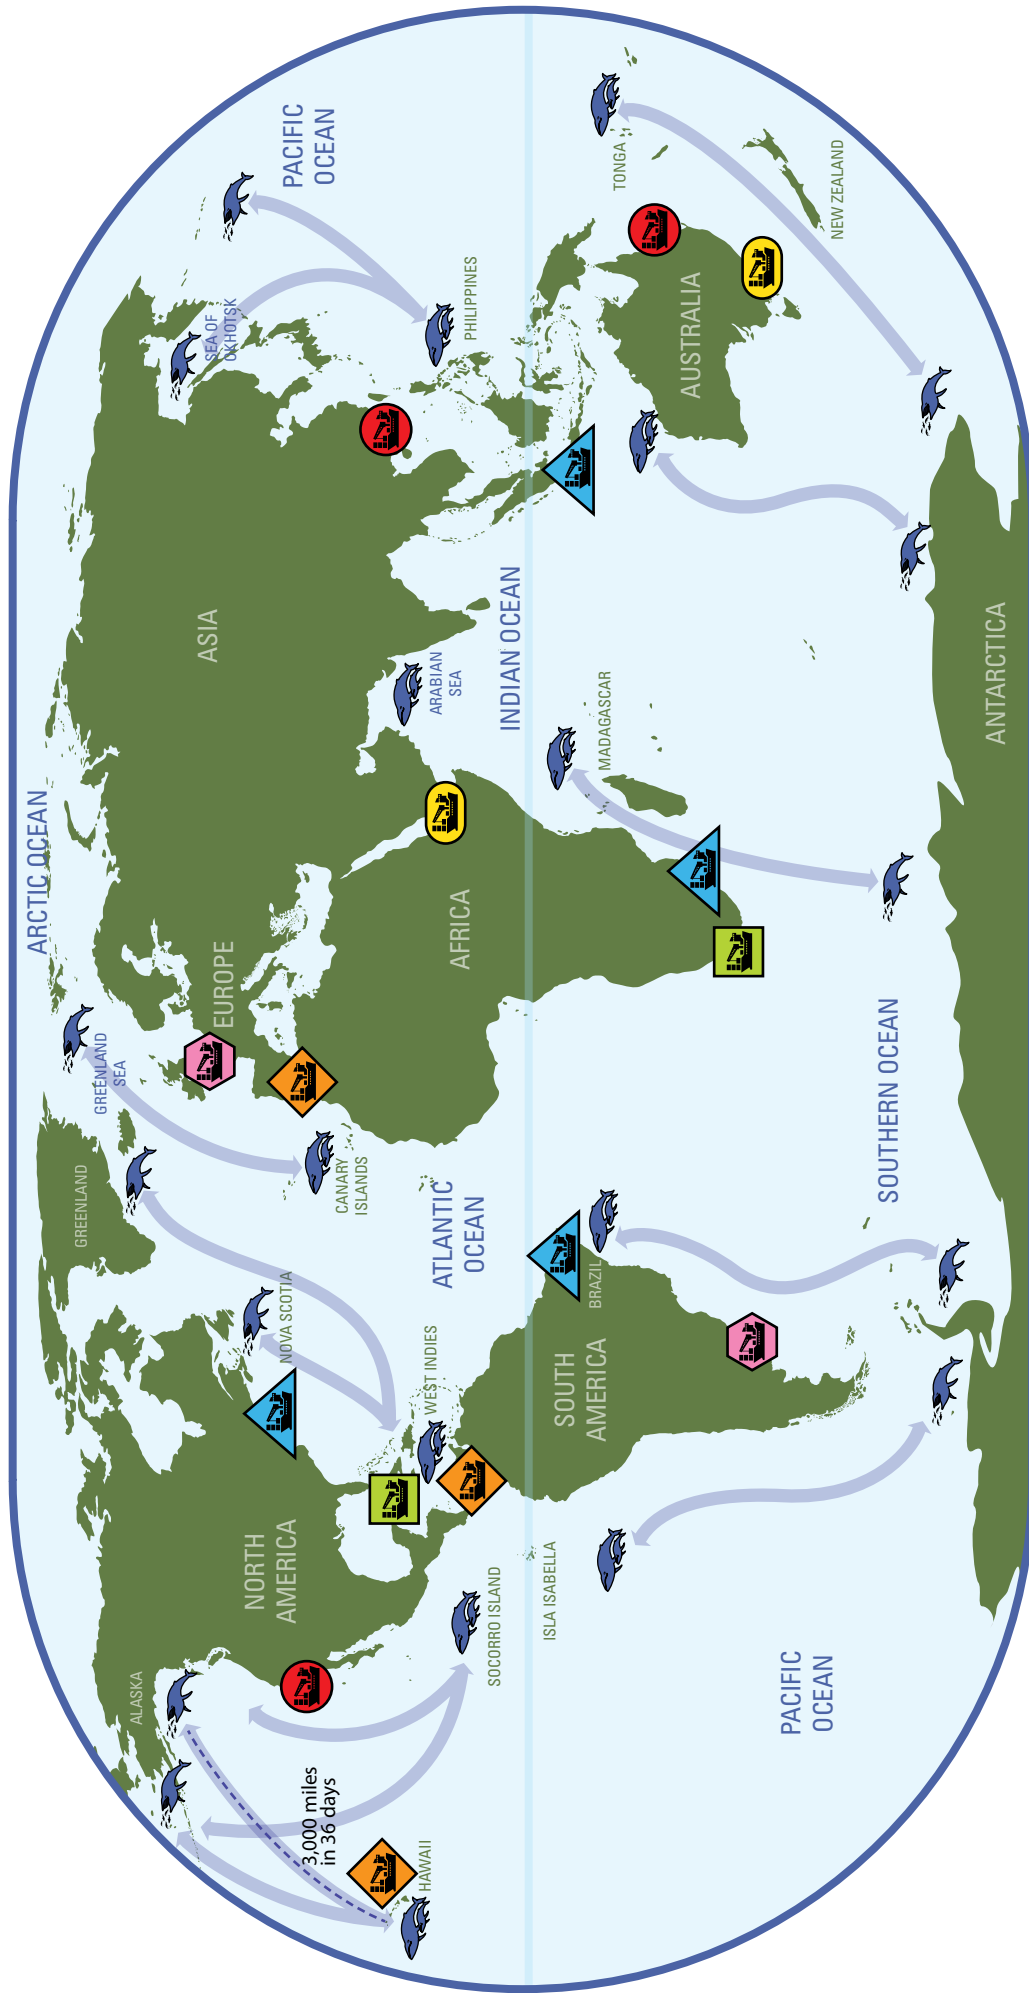 ARCTIC OCEAN
GREENLAND
SEA
GREENLAND
ALASKA
EUROPE
ASIA
SEA OF
OKHOTSK
PACIFIC
OCEAN
NORTH
AMERICA
NOVA SCOTIA
3,000 miles
in 36 days
HAWAII
CANARY
ISLANDS
ATLANTIC
OCEAN
WEST INDIES
AFRICA
ARABIAN
SEA
PHILIPPINES
SOCORRO ISLAND
INDIAN OCEAN
ISLA ISABELLA
SOUTH
AMERICA
BRAZIL
MADAGASCAR
TONGA
AUSTRALIA
PACIFIC
OCEAN
NEW ZEALAND
SOUTHERN OCEAN
ANTARCTICA